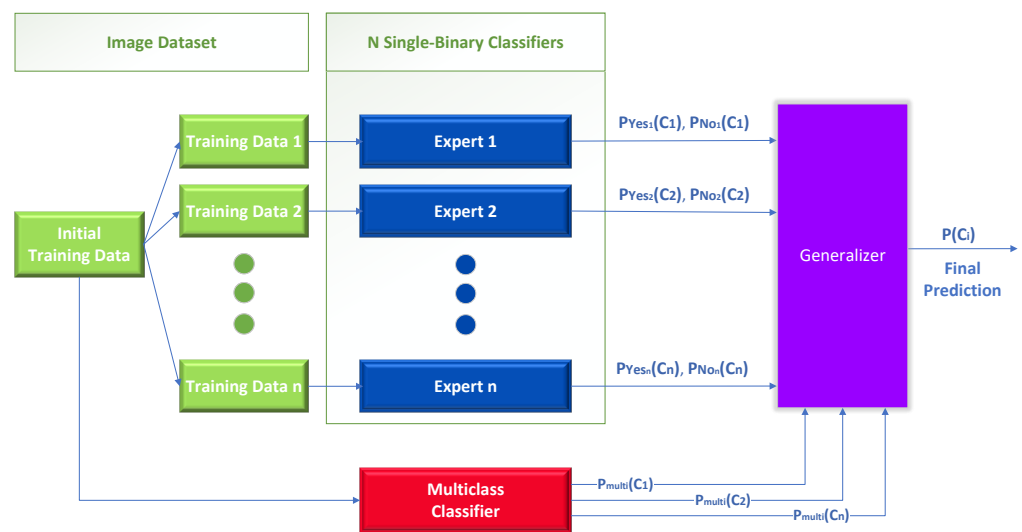 Image Dataset
N Single-Binary Classifiers
Training Data 1
Expert 1
PYes₁(C1), PNo₁(C1)
Training Data 2
Expert 2
PYes₂(C2), PNo₂(C2)
Initial
Training Data
Generalizer
P(Ci)
Final
Prediction
Training Data n
Expert n
PYesₙ(Cn), PNoₙ(Cn)
Multiclass
Classifier
Pmulti(C1)
Pmulti(C2)
Pmulti(Cn)